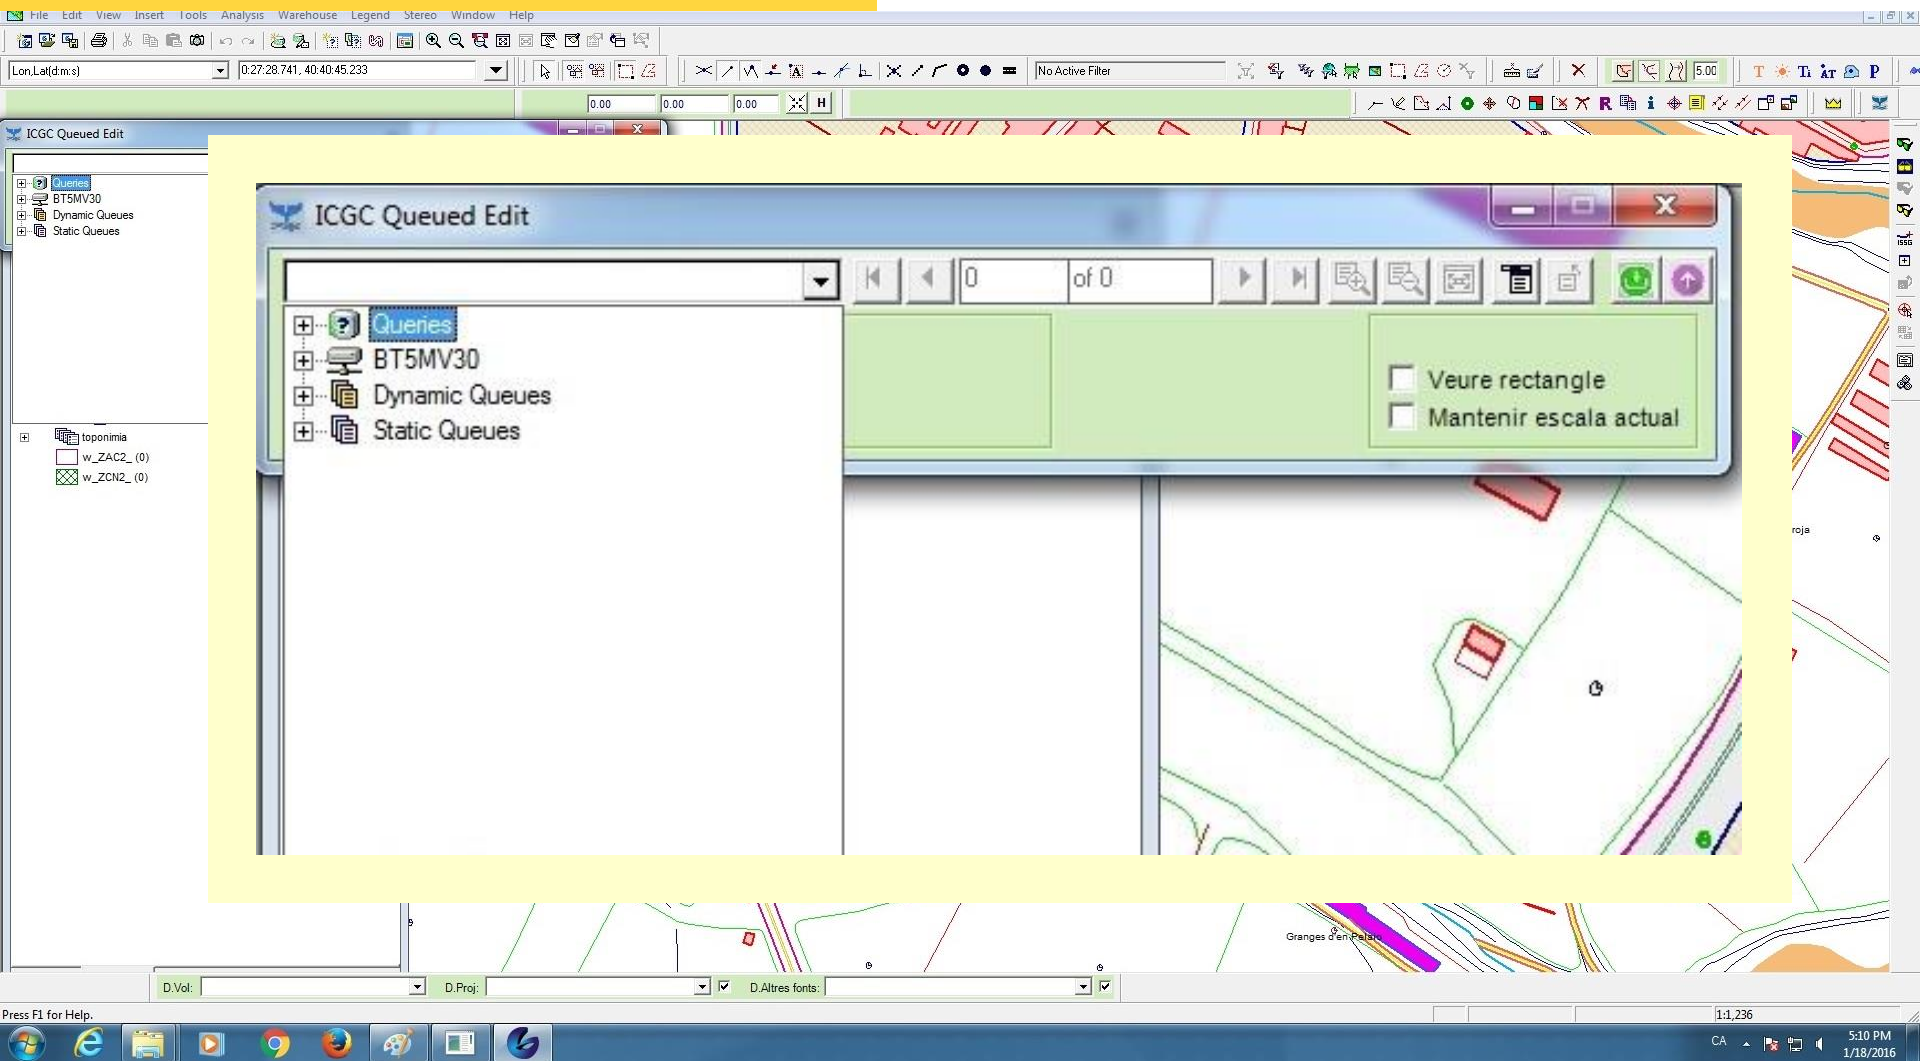 File Edit View Insert Tools Analysis Warehouse Legend Stereo Window Help
Lon,Lat(d:m:s) 0:27:28.741, 40:40:45.233 No Active Filter 5.00
0.00 0.00 0.00 H
ICGC Queued Edit
Queries
BT5MV30
Dynamic Queues
Static Queues
toponimia
w_ZAC2_ (0)
w_ZCN2_ (0)
ICGC Queued Edit
0 of 0
Queries
BT5MV30
Dynamic Queues
Static Queues
Veure rectangle
Mantenir escala actual
roja
Granges d'en Pelaio
D.Vol: D.Proj: D.Altres fonts:
Press F1 for Help. 1:1,236
CA 5:10 PM
1/18/2016